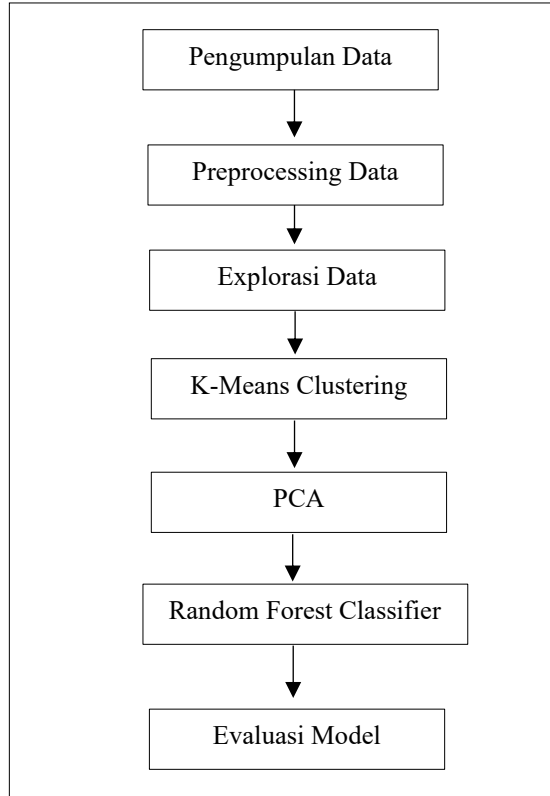 Pengumpulan Data
Preprocessing Data
Explorasi Data
K-Means Clustering
PCA
Random Forest Classifier
Evaluasi Model